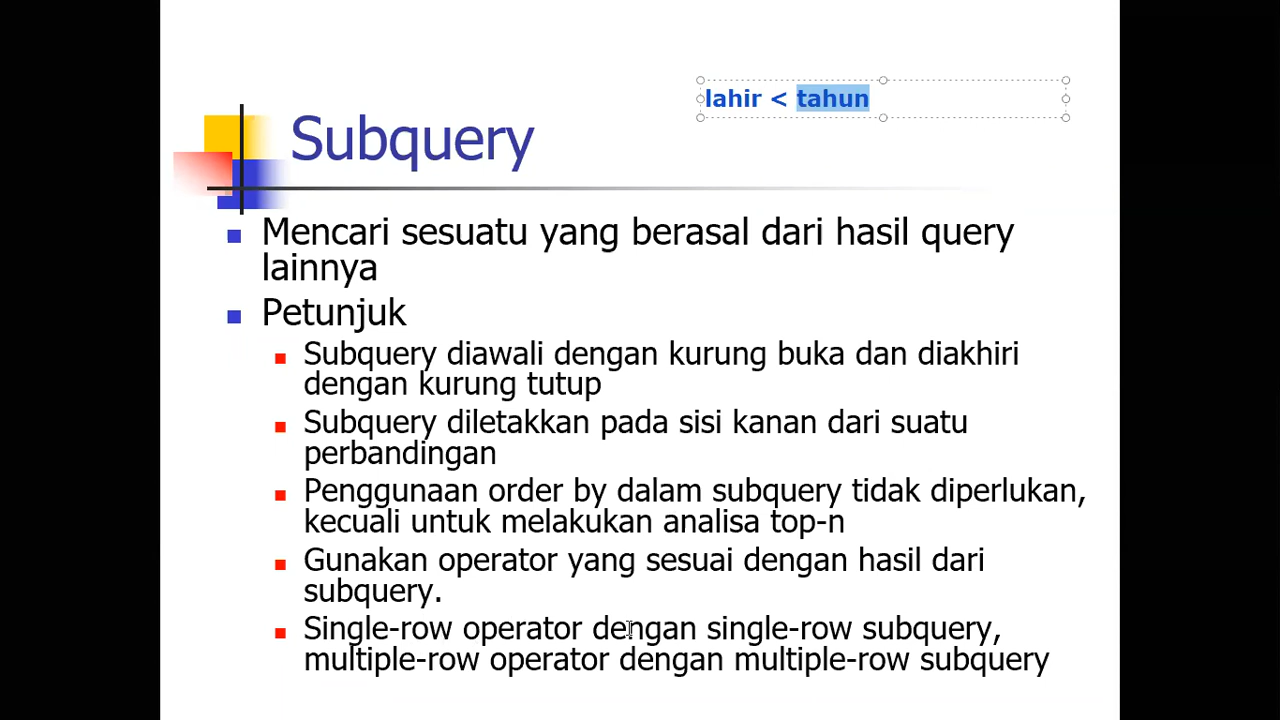 lahir < tahun
Subquery
Mencari sesuatu yang berasal dari hasil query
lainnya
Petunjuk
Subquery diawali dengan kurung buka dan diakhiri
dengan kurung tutup
Subquery diletakkan pada sisi kanan dari suatu
perbandingan
Penggunaan order by dalam subquery tidak diperlukan,
kecuali untuk melakukan analisa top-n
Gunakan operator yang sesuai dengan hasil dari
subquery.
Single-row operator dengan single-row subquery,
multiple-row operator dengan multiple-row subquery